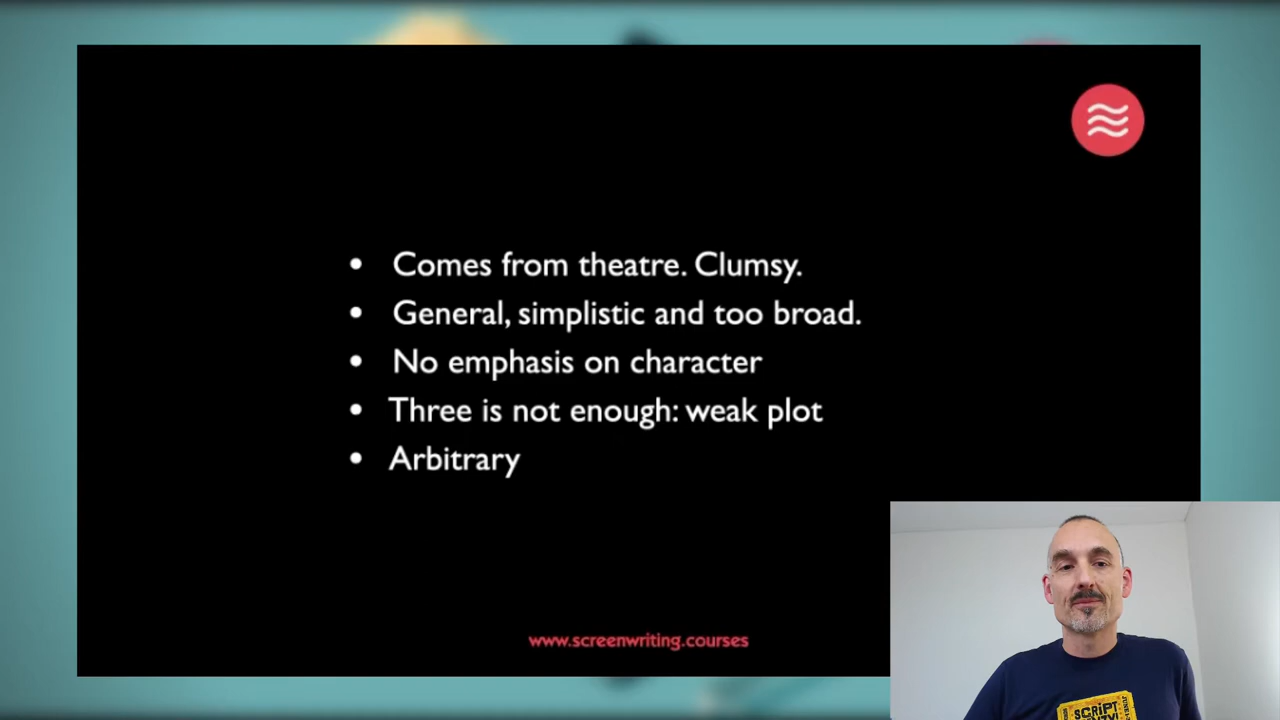 • Comes from theatre. Clumsy.
• General, simplistic and too broad.
• No emphasis on character
• Three is not enough: weak plot
• Arbitrary
www.screenwriting.courses
SCRiPT